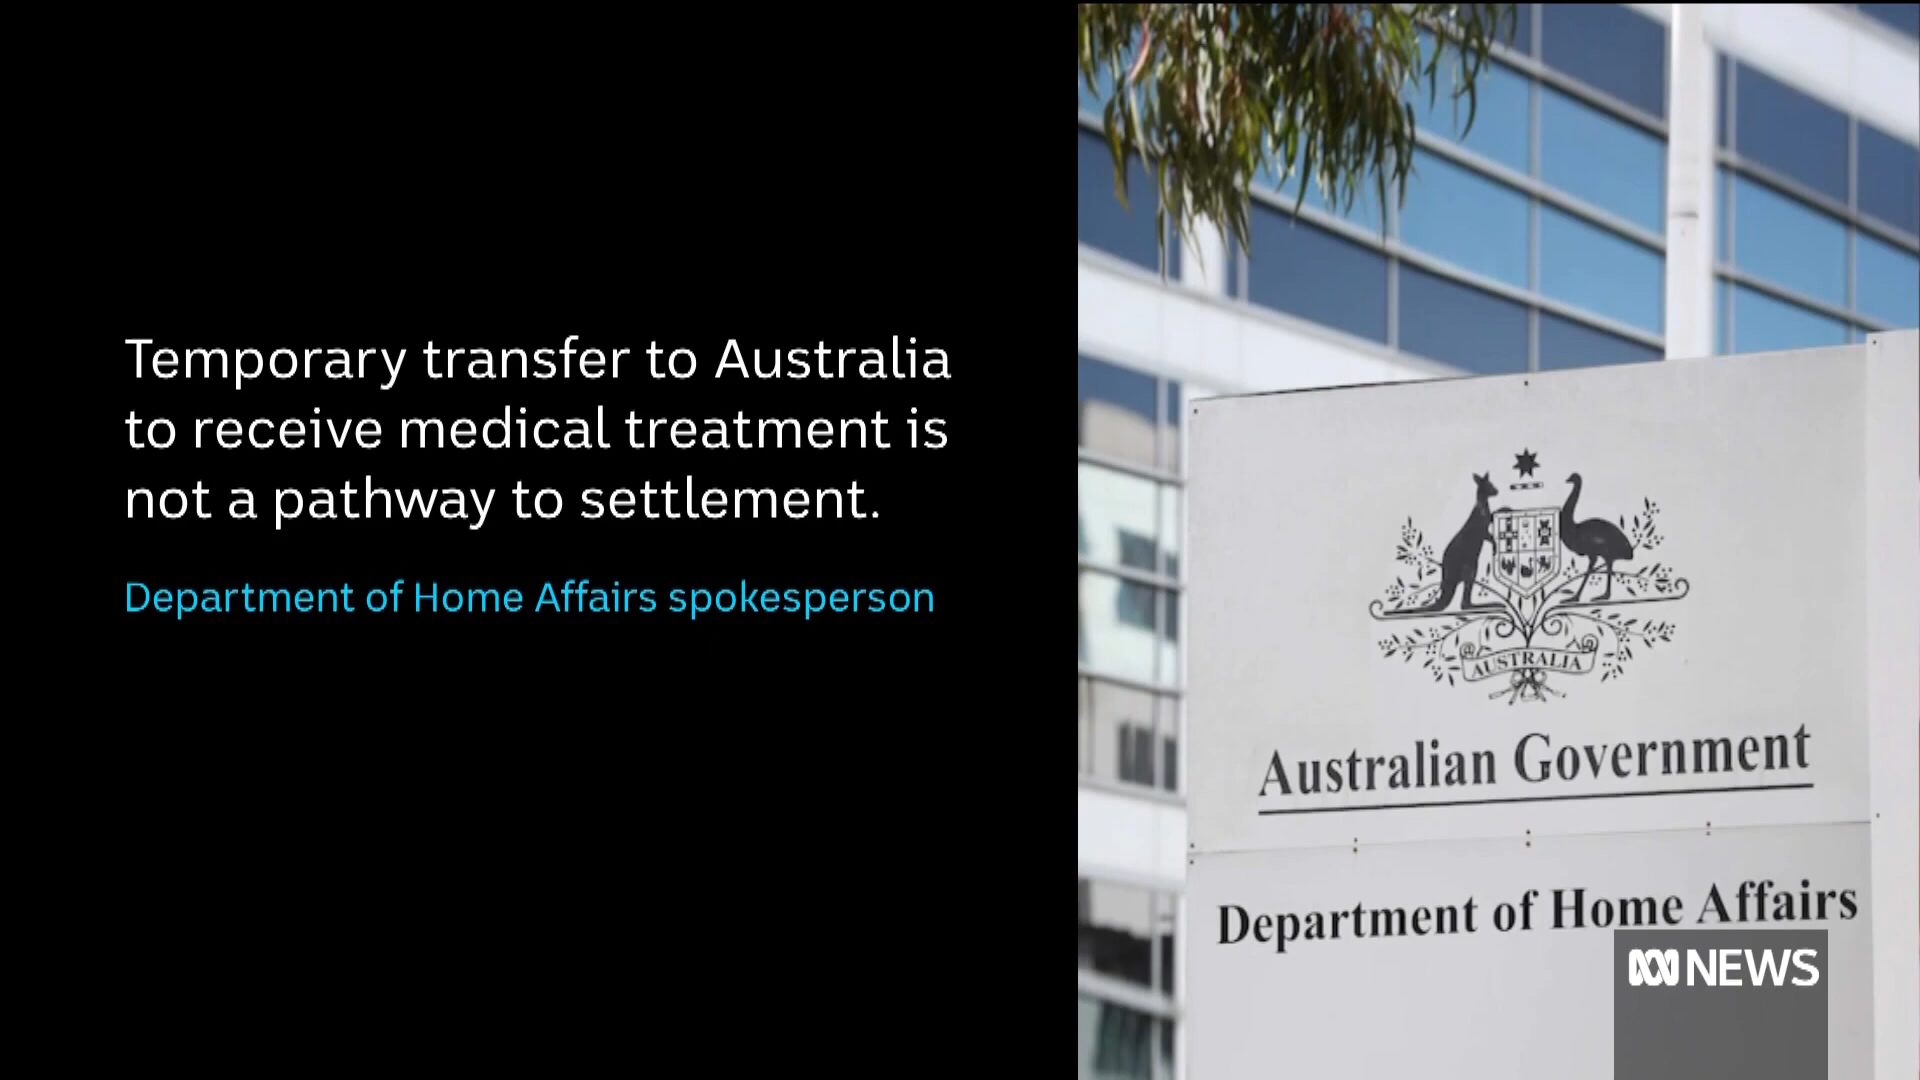 Temporary transfer to Australia
to receive medical treatment is
not a pathway to settlement.
Department of Home Affairs spokesperson
AUSTRALIA
Australian Government
Department of Home Affairs
NEWS